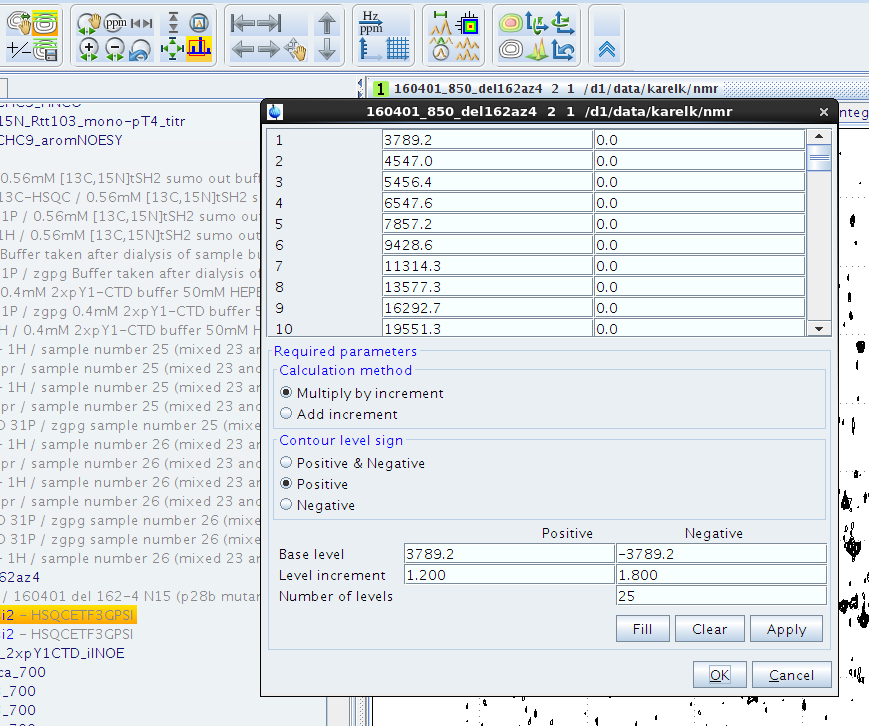 Hz
ppm
ppm
1 160401_850_del162az4 2 1 /d1/data/karelk/nmr
160401_850_del162az4 2 1 /d1/data/karelk/nmr
15N_Rtt103_mono-pT4_titr
CHC9_aromNOESY
0.56mM [13C,15N]tSH2 sumo out buff
13C-HSQC / 0.56mM [13C,15N]tSH2 s
1P / 0.56mM [13C,15N]tSH2 sumo ou
1H / 0.56mM [13C,15N]tSH2 sumo out
Buffer taken after dialysis of sample bu
1P / zgpg Buffer taken after dialysis of
0.4mM 2xpY1-CTD buffer 50mM HEPE
1P / zgpg 0.4mM 2xpY1-CTD buffer 5
H / 0.4mM 2xpY1-CTD buffer 50mM H
- 1H / sample number 25 (mixed 23 an
pr / sample number 25 (mixed 23 and
- 1H / sample number 25 (mixed 23 an
pr / sample number 25 (mixed 23 and
D 31P / zgpg sample number 25 (mixe
- 1H / sample number 26 (mixed 23 ar
pr / sample number 26 (mixed 23 and
- 1H / sample number 26 (mixed 23 ar
pr / sample number 26 (mixed 23 and
D 31P / zgpg sample number 26 (mixe
D 31P / zgpg sample number 26 (mixe
- 1H / sample number 26 (mixed 23 an
62az4
/ 160401 del 162-4 N15 (p28b mutar
si2 - HSQCETF3GPSI
i2 - HSQCETF3GPSI
_2xpY1CTD_ilNOE
ca_700
_700
_700
1 3789.2 0.0
2 4547.0 0.0
3 5456.4 0.0
4 6547.6 0.0
5 7857.2 0.0
6 9428.6 0.0
7 11314.3 0.0
8 13577.3 0.0
9 16292.7 0.0
10 19551.3 0.0
Required parameters
Calculation method
Multiply by increment
Add increment
Contour level sign
Positive & Negative
Positive
Negative
Positive Negative
Base level 3789.2 -3789.2
Level increment 1.200 1.800
Number of levels 25
Fill Clear Apply
OK Cancel
nteg